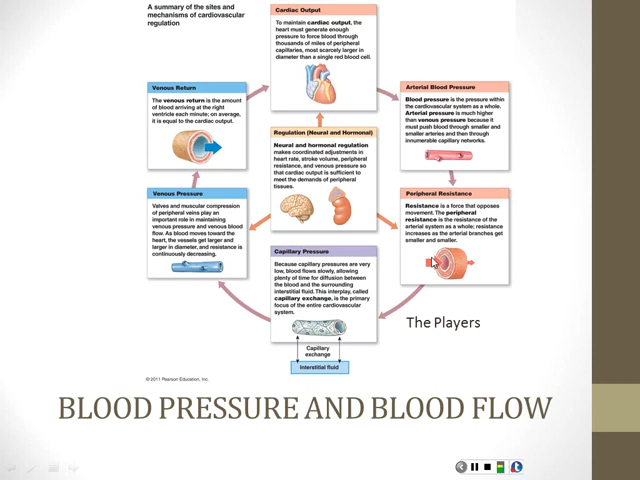 A summary of the sites and
mechanisms of cardiovascular
regulation
Cardiac Output
To maintain cardiac output, the
heart must generate enough
pressure to force blood through
thousands of miles of peripheral
capillaries, most scarcely larger in
diameter than a single red blood cell.
Venous Return
The venous return is the amount
of blood arriving at the right
ventricle each minute; on average,
it is equal to the cardiac output.
Arterial Blood Pressure
Blood pressure is the pressure within
the cardiovascular system as a whole.
Arterial pressure is much higher
than venous pressure because it
must push blood through smaller and
smaller arteries and then through
innumerable capillary networks.
Regulation (Neural and Hormonal)
Neural and hormonal regulation
makes coordinated adjustments in
heart rate, stroke volume, peripheral
resistance, and venous pressure so
that cardiac output is sufficient to
meet the demands of peripheral
tissues.
Venous Pressure
Valves and muscular compression
of peripheral veins play an
important role in maintaining
venous pressure and venous blood
flow. As blood moves toward the
heart, the vessels get larger and
larger in diameter, and resistance is
continuously decreasing.
Peripheral Resistance
Resistance is a force that opposes
movement. The peripheral
resistance is the resistance of the
arterial system as a whole; resistance
increases as the arterial branches get
smaller and smaller.
Capillary Pressure
Because capillary pressures are very
low, blood flows slowly, allowing
plenty of time for diffusion between
the blood and the surrounding
interstitial fluid. This interplay, called
capillary exchange, is the primary
focus of the entire cardiovascular
system.
Capillary
exchange
Interstitial fluid
The Players
© 2011 Pearson Education, Inc.
BLOOD PRESSURE AND BLOOD FLOW